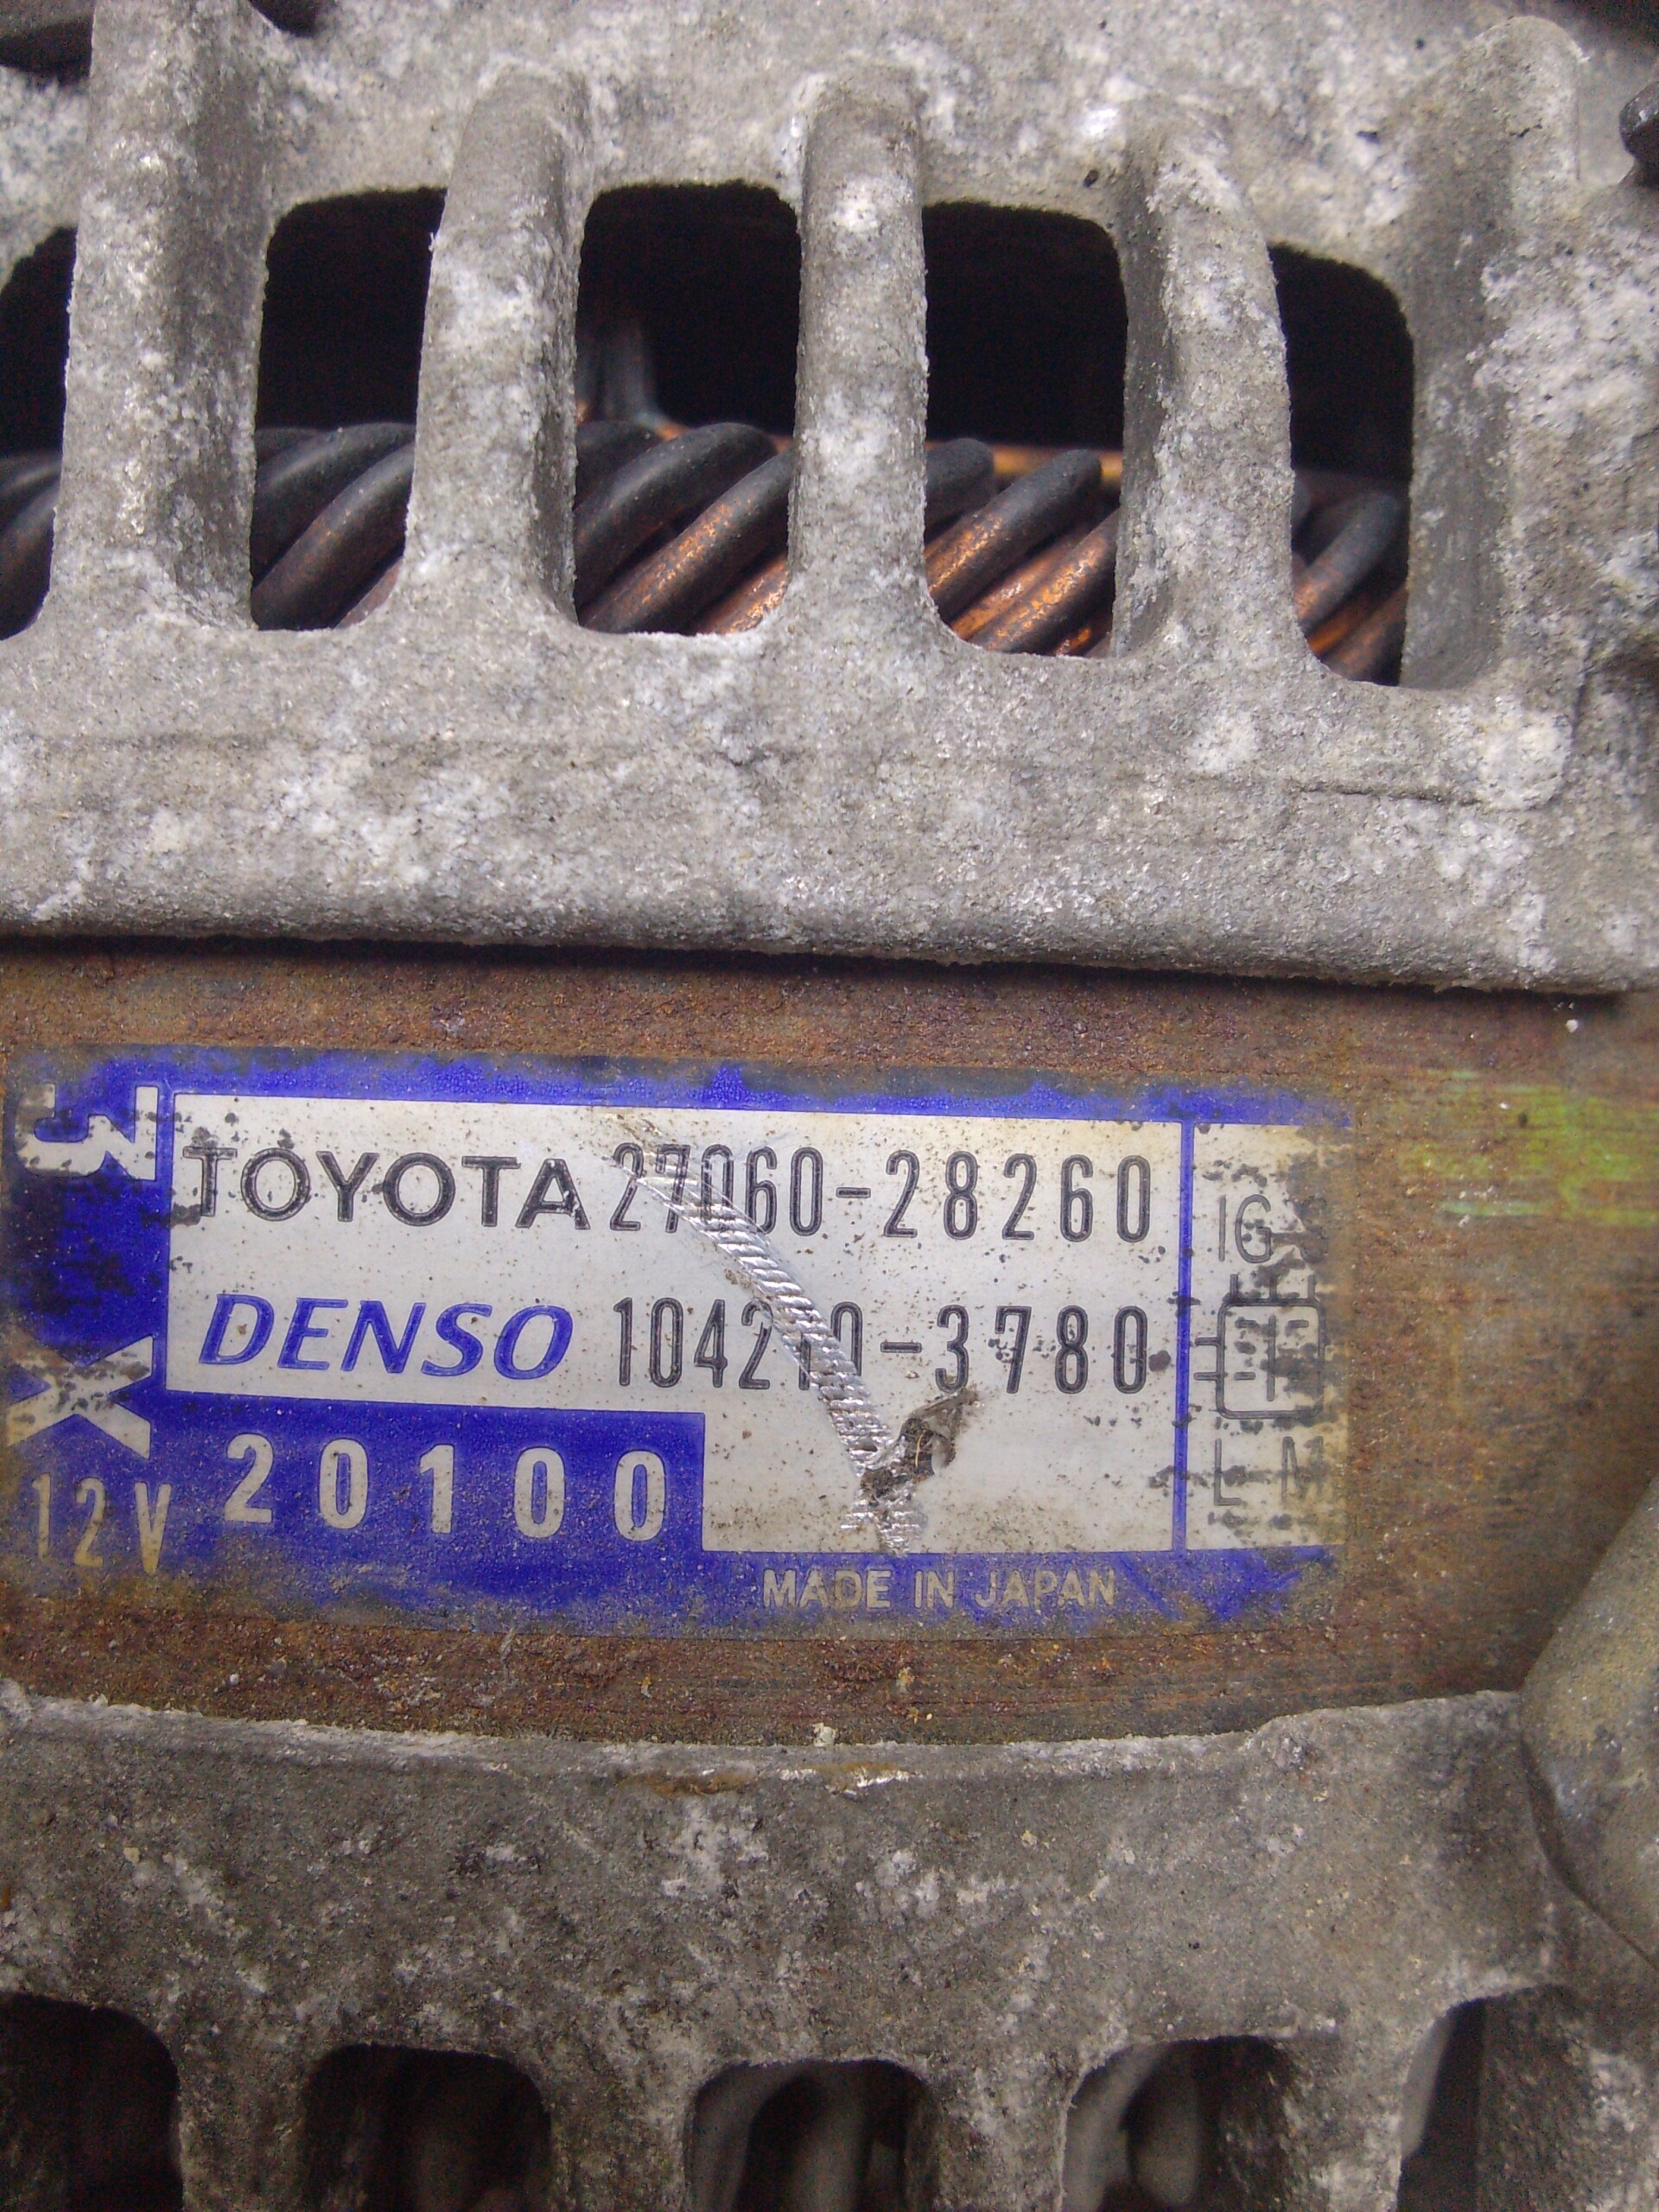 TOYOTA 27060-28260
DENSO 104210-3780
12V 20100
MADE IN JAPAN
IG S
L M